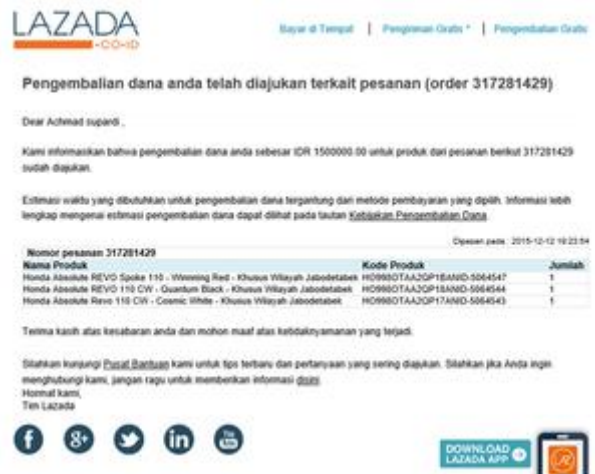 LAZADA
.CO.ID
Bayar di Tempat | Pengiriman Gratis * | Pengembalian Gratis
Pengembalian dana anda telah diajukan terkait pesanan (order 317281429)
Dear Achmad supardi ,
Kami informasikan bahwa pengembalian dana anda sebesar IDR 1500000.00 untuk produk dari pesanan berikut 317281429
sudah diajukan.
Estimasi waktu yang dibutuhkan untuk pengembalian dana tergantung dari metode pembayaran yang dipilih. Informasi lebih
lengkap mengenai estimasi pengembalian dana dapat dilihat pada tautan Kebijakan Pengembalian Dana.
Dipesan pada: 2015-12-12 19:23:54
Nomor pesanan 317281429
Nama Produk Kode Produk Jumlah
Honda Absolute REVO Spoke 110 - Winning Red - Khusus Wilayah Jabodetabek 1
Honda Absolute REVO 110 CW - Quantum Black - Khusus Wilayah Jabodetabek 1
Honda Absolute Revo 110 CW - Cosmic White - Khusus Wilayah Jabodetabek 1
Terima kasih atas kesabaran anda dan mohon maaf atas ketidaknyamanan yang terjadi.
Silahkan kunjungi Pusat Bantuan kami untuk tips terbaru dan pertanyaan yang sering diajukan. Silahkan jika Anda ingin
menghubungi kami, jangan ragu untuk memberikan informasi disini.
Hormat kami,
Tim Lazada
DOWNLOAD
LAZADA APP